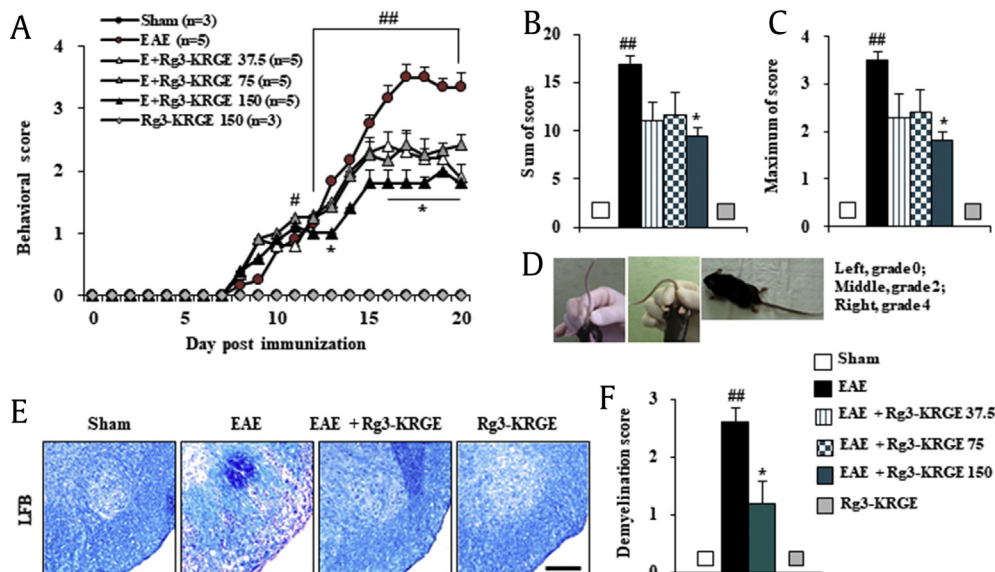 A
Sham (n=3)
EAE (n=5)
E+Rg3-KRGE 37.5 (n=5)
E+Rg3-KRGE 75 (n=5)
E+Rg3-KRGE 150 (n=5)
Rg3-KRGE 150 (n=3)
##
#
*
*
4
3
2
1
0
Behavioral score
0
5
10
15
20
Day post immunization
B
20
15
10
5
0
Sum of score
##
*
C
4
3
2
1
0
Maximum of score
##
*
D
Left, grade 0;
Middle, grade 2;
Right, grade 4
E
Sham
EAE
EAE + Rg3-KRGE
Rg3-KRGE
LFB
F
3
2
1
0
Demyelination score
##
*
Sham
EAE
EAE + Rg3-KRGE 37.5
EAE + Rg3-KRGE 75
EAE + Rg3-KRGE 150
Rg3-KRGE